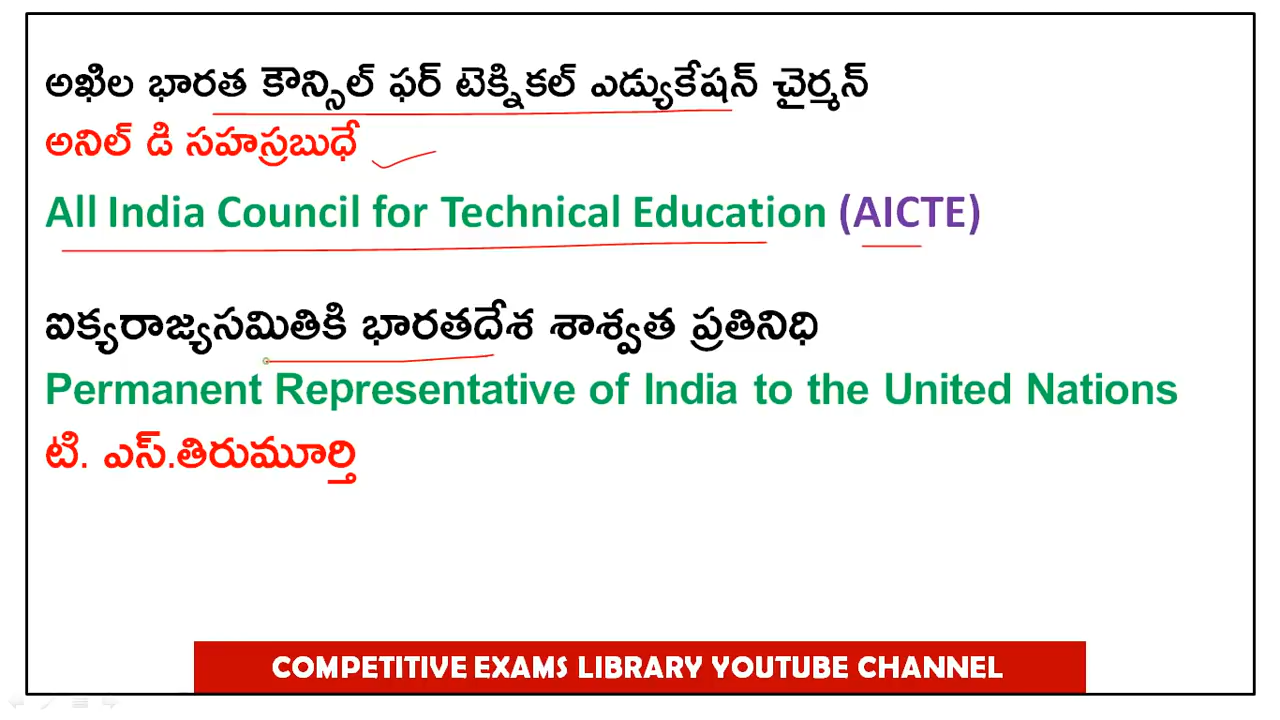 అఖిల భారత కౌన్సిల్ ఫర్ టెక్నికల్ ఎడ్యుకేషన్ చైర్మన్
అనిల్ డి సహస్రబుధే
All India Council for Technical Education (AICTE)
ఐక్యరాజ్యసమితికి భారతదేశ శాశ్వత ప్రతినిధి
Permanent Representative of India to the United Nations
టి. ఎస్.తిరుమూర్తి
COMPETITIVE EXAMS LIBRARY YOUTUBE CHANNEL